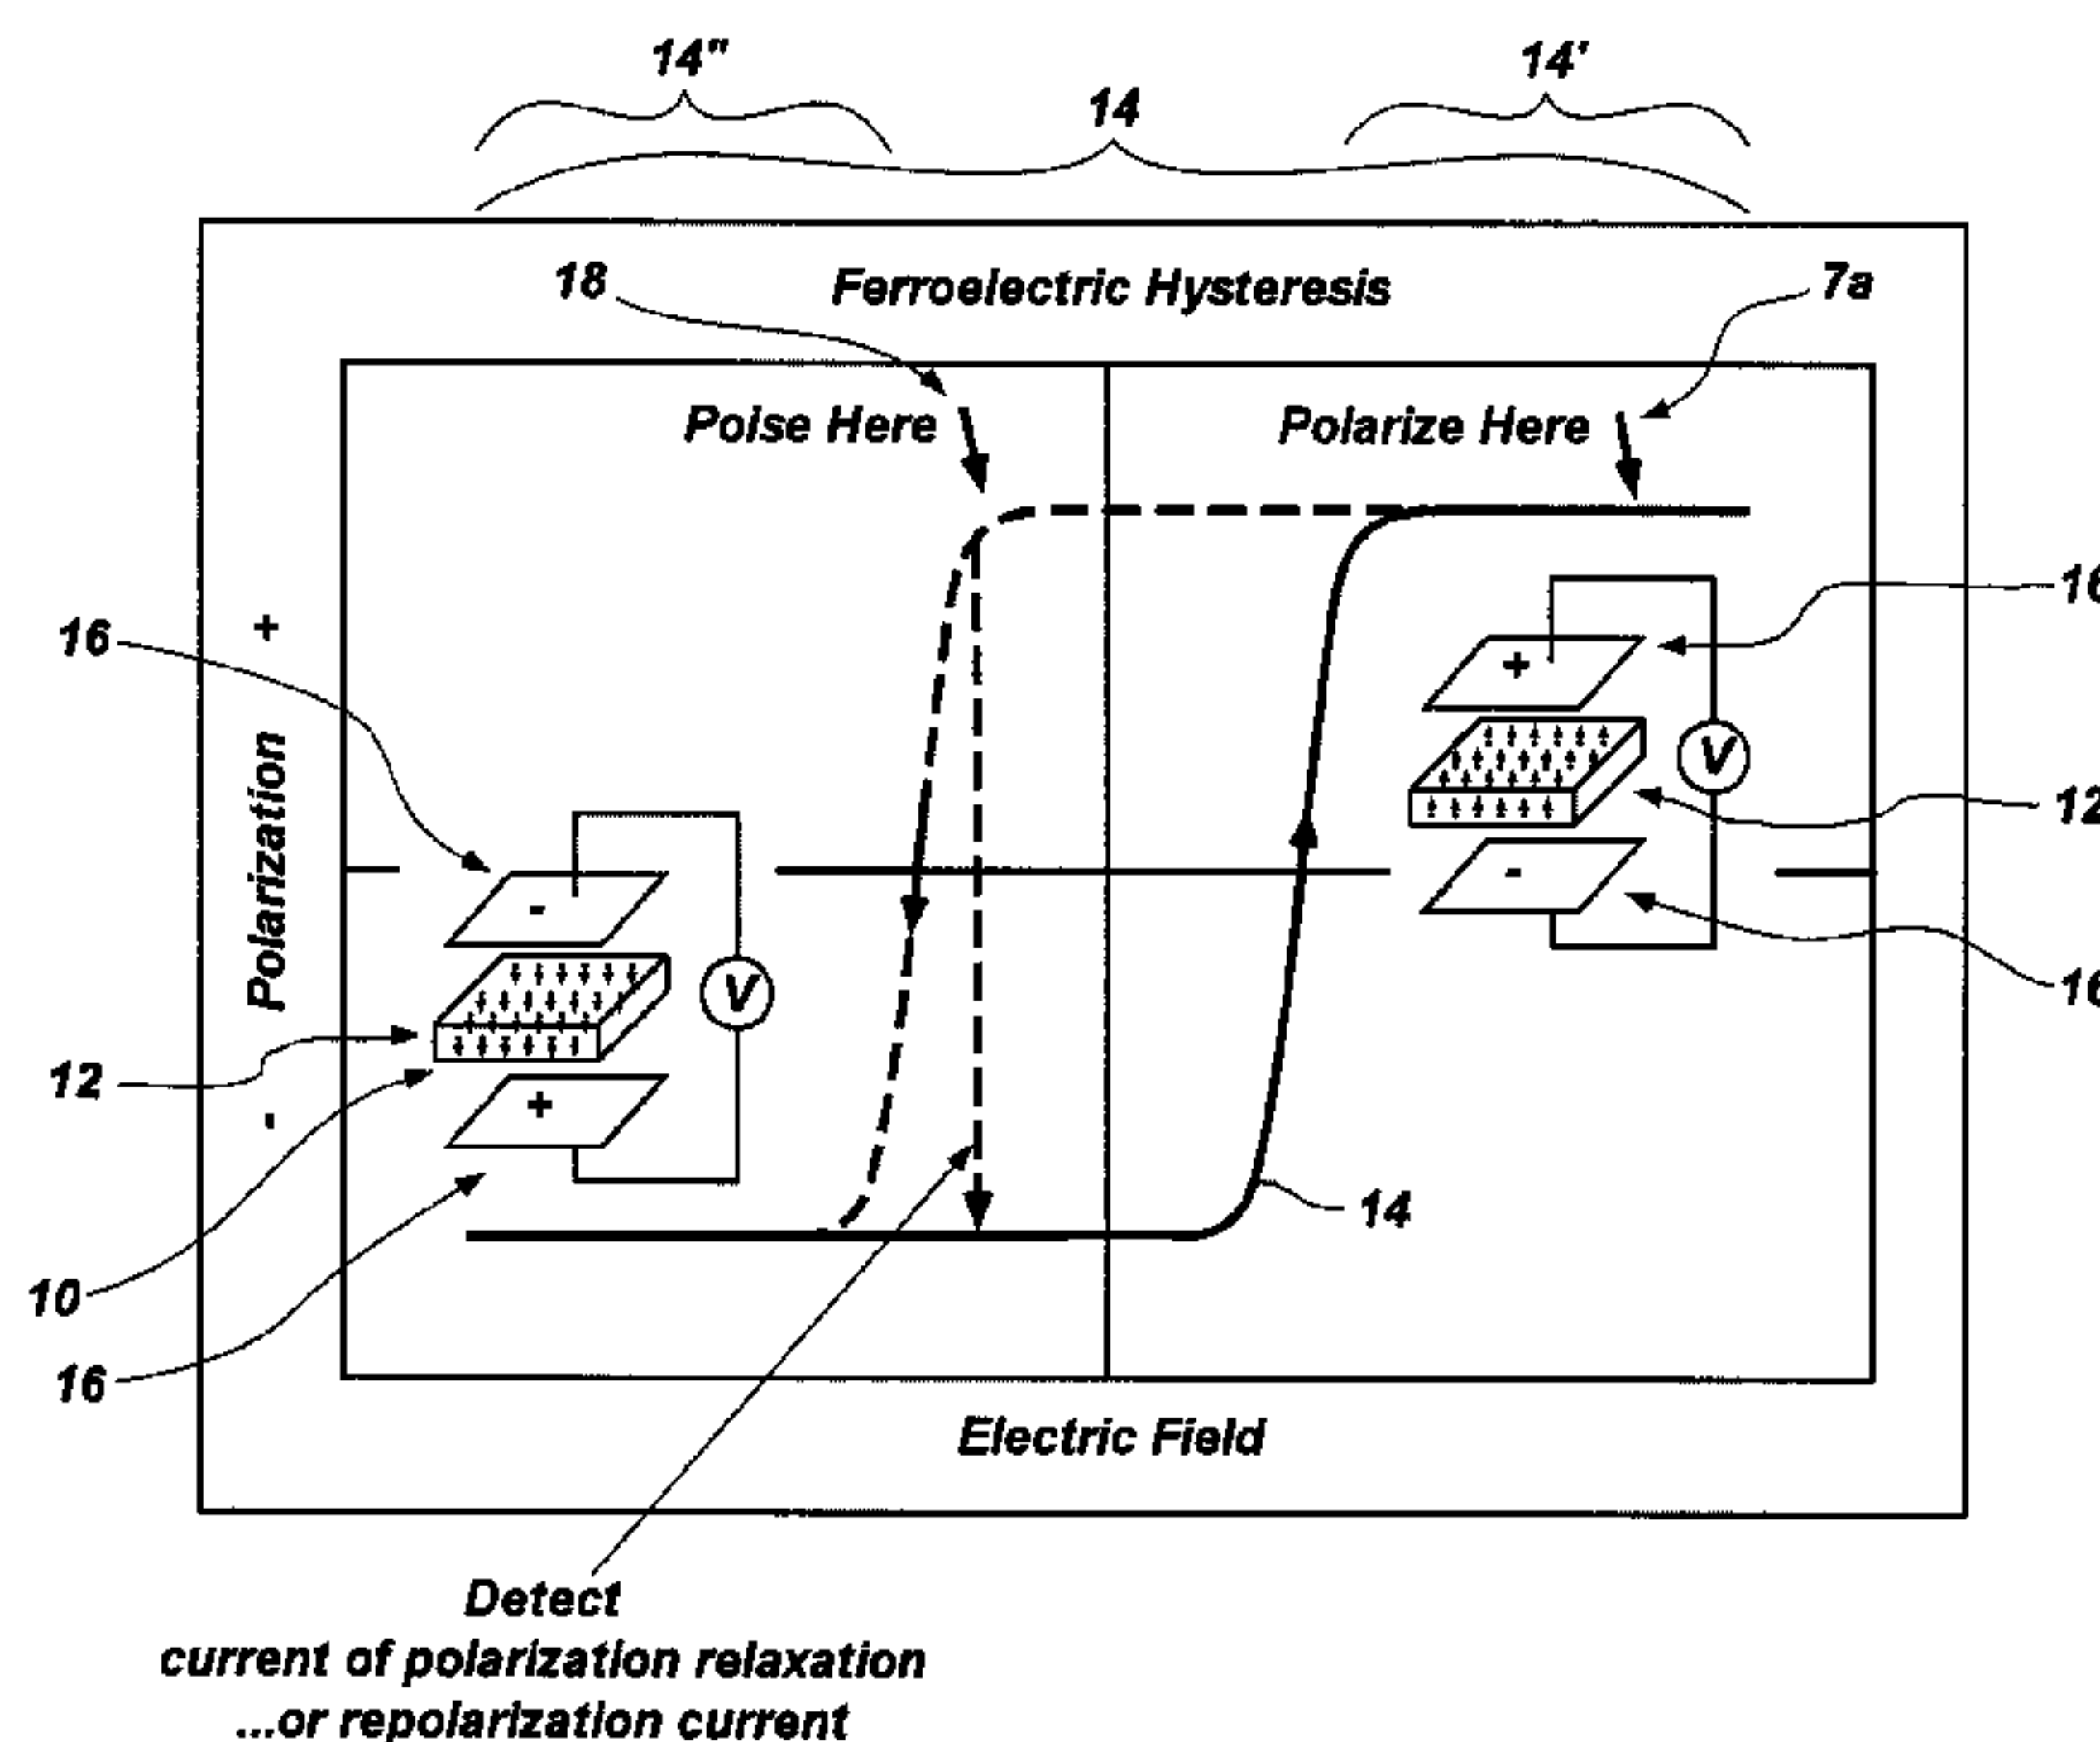 14"
14
14'
18
Ferroelectric Hysteresis
7a
Poise Here
Polarize Here
16
+
16
+
V
12
Polarization
-
16
-
V
12
-
+
14
10
16
Electric Field
Detect
current of polarization relaxation
...or repolarization current